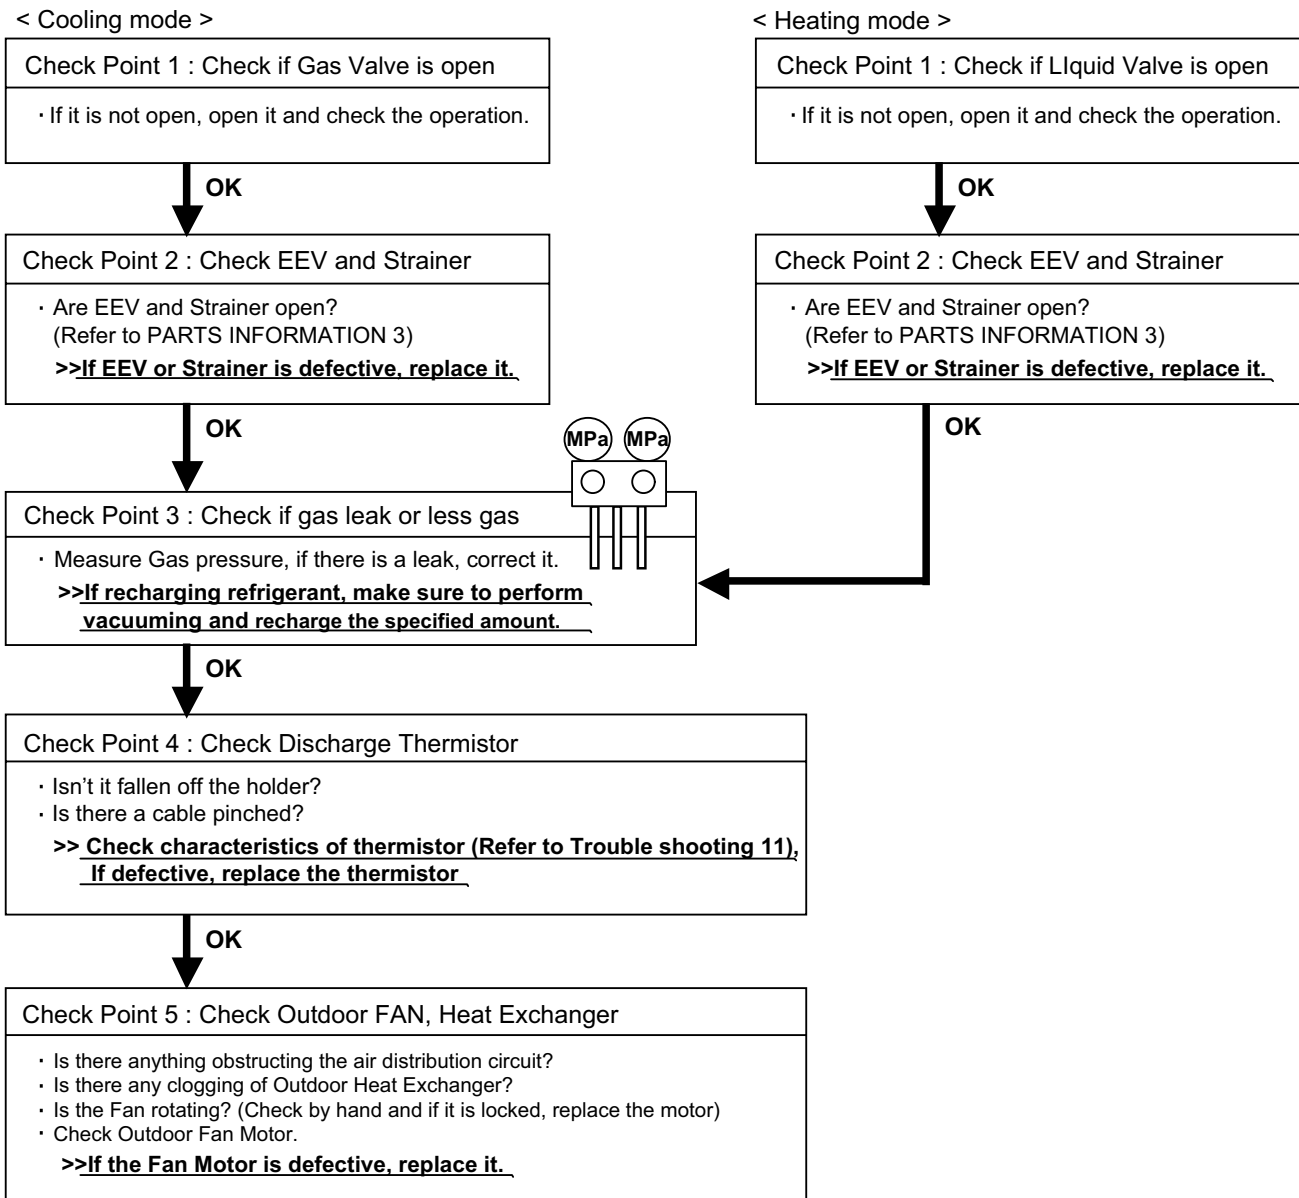 < Cooling mode >
Check Point 1 : Check if Gas Valve is open
· If it is not open, open it and check the operation.
OK
Check Point 2 : Check EEV and Strainer
· Are EEV and Strainer open?
(Refer to PARTS INFORMATION 3)
>>If EEV or Strainer is defective, replace it.
OK
< Heating mode >
Check Point 1 : Check if LIquid Valve is open
· If it is not open, open it and check the operation.
OK
Check Point 2 : Check EEV and Strainer
· Are EEV and Strainer open?
(Refer to PARTS INFORMATION 3)
>>If EEV or Strainer is defective, replace it.
OK
MPa MPa
Check Point 3 : Check if gas leak or less gas
· Measure Gas pressure, if there is a leak, correct it.
>>If recharging refrigerant, make sure to perform
vacuuming and recharge the specified amount.
OK
Check Point 4 : Check Discharge Thermistor
· Isn't it fallen off the holder?
· Is there a cable pinched?
>> Check characteristics of thermistor (Refer to Trouble shooting 11),
If defective, replace the thermistor
OK
Check Point 5 : Check Outdoor FAN, Heat Exchanger
· Is there anything obstructing the air distribution circuit?
· Is there any clogging of Outdoor Heat Exchanger?
· Is the Fan rotating? (Check by hand and if it is locked, replace the motor)
· Check Outdoor Fan Motor.
>>If the Fan Motor is defective, replace it.